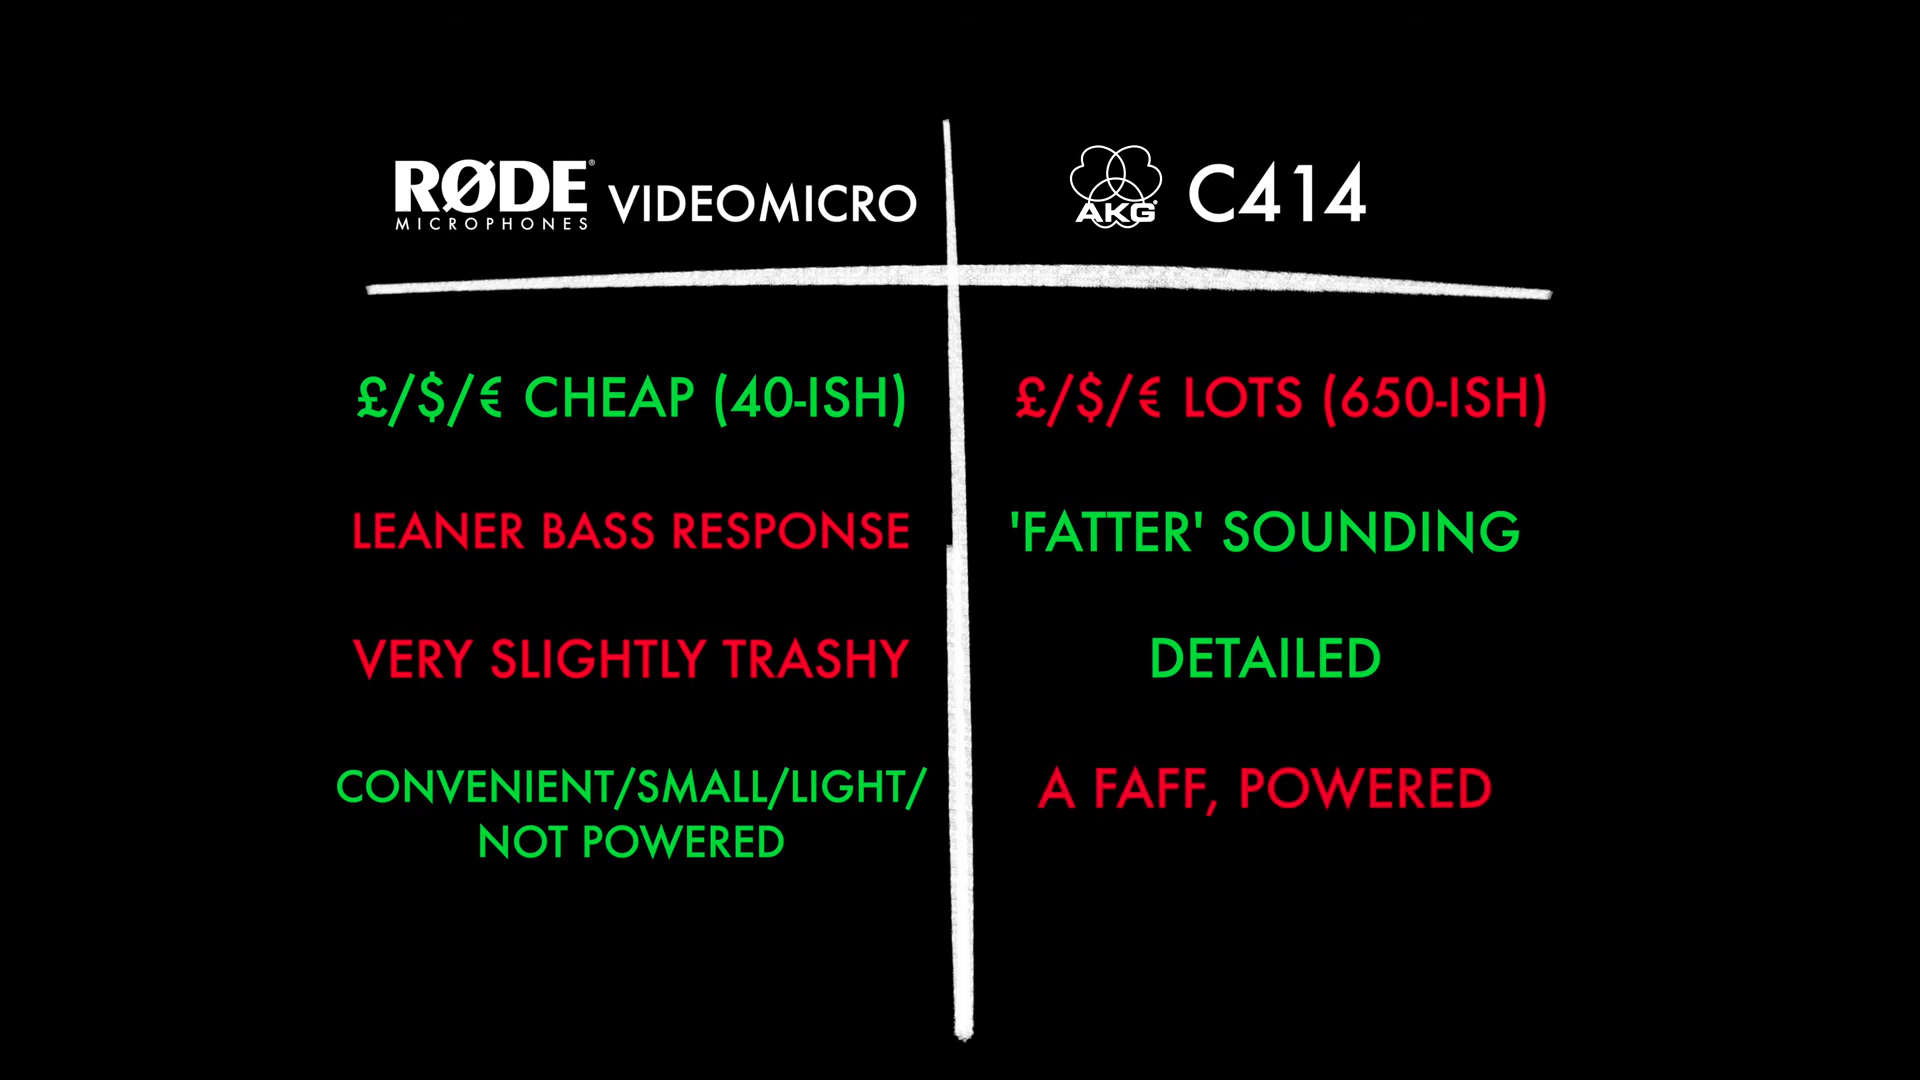 RØDE® VIDEOMICRO
MICROPHONES
AKG® C414
£/$/€ CHEAP (40-ISH)
£/$/€ LOTS (650-ISH)
LEANER BASS RESPONSE
'FATTER' SOUNDING
VERY SLIGHTLY TRASHY
DETAILED
CONVENIENT/SMALL/LIGHT/
NOT POWERED
A FAFF, POWERED